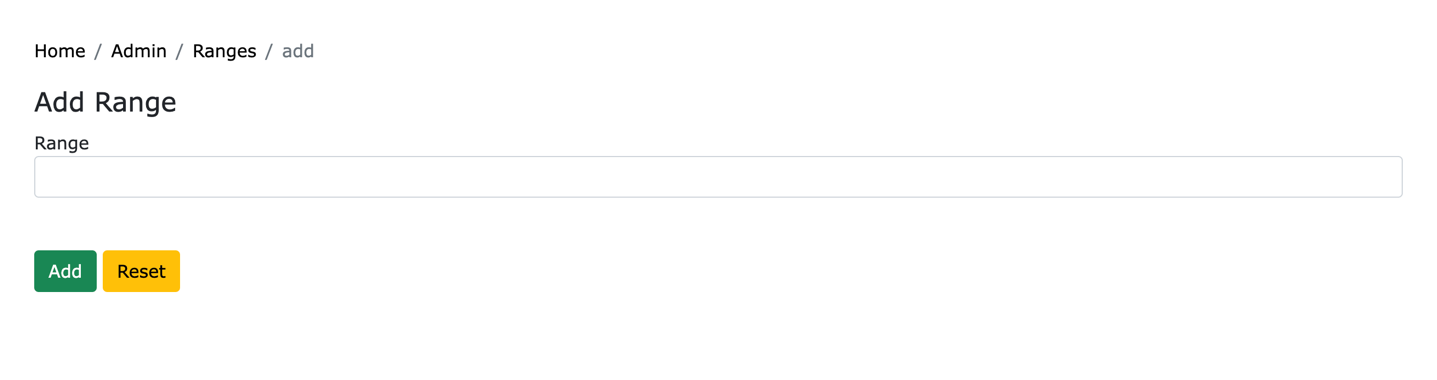 Home / Admin / Ranges / add
Add Range
Range
Add Reset